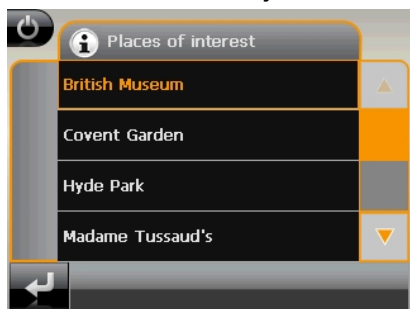 Places of interest
British Museum
Covent Garden
Hyde Park
Madame Tussaud's